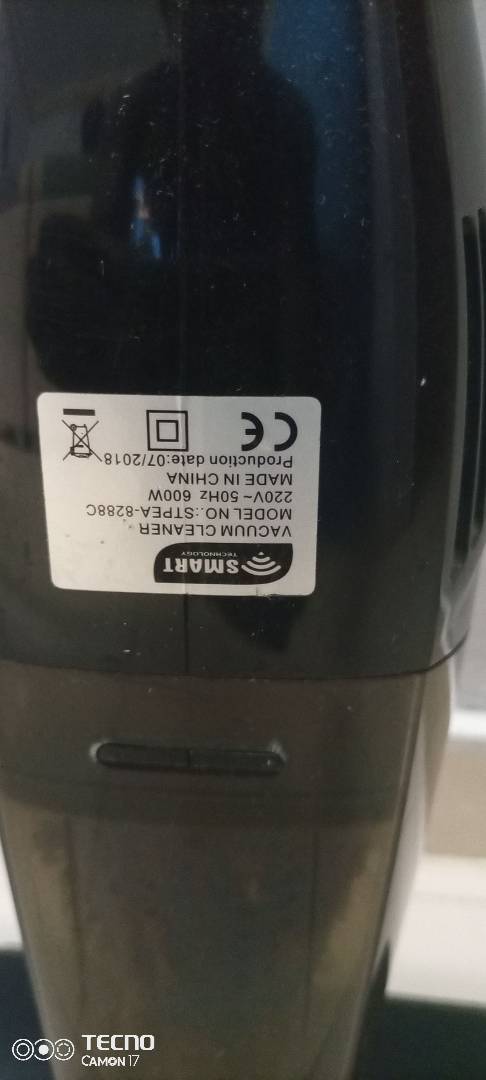 SMART
TECHNOLOGY
VACUUM CLEANER
MODEL NO.:STPEA-8288C
220V~ 50Hz 600W
MADE IN CHINA
Production date:07/2018
CE
TECNO
CAMON 17